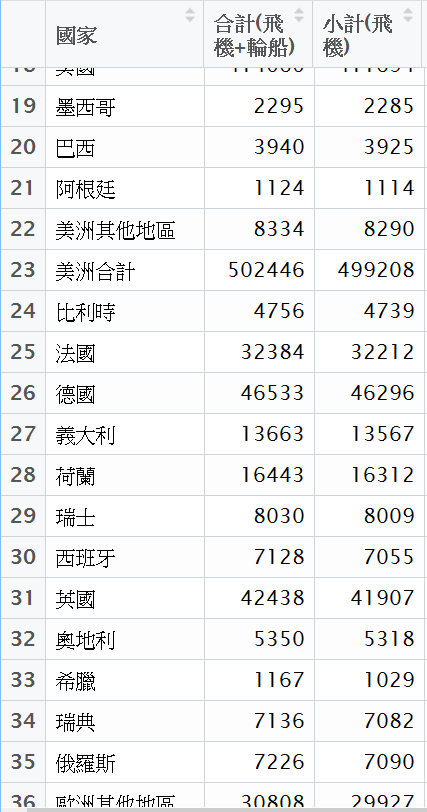 國家 合計(飛機+輪船) 小計(飛機)
19 墨西哥 2295 2285
20 巴西 3940 3925
21 阿根廷 1124 1114
22 美洲其他地區 8334 8290
23 美洲合計 502446 499208
24 比利時 4756 4739
25 法國 32384 32212
26 德國 46533 46296
27 義大利 13663 13567
28 荷蘭 16443 16312
29 瑞士 8030 8009
30 西班牙 7128 7055
31 英國 42438 41907
32 奧地利 5350 5318
33 希臘 1167 1029
34 瑞典 7136 7082
35 俄羅斯 7226 7090
36 歐洲其他地區 30808 29927